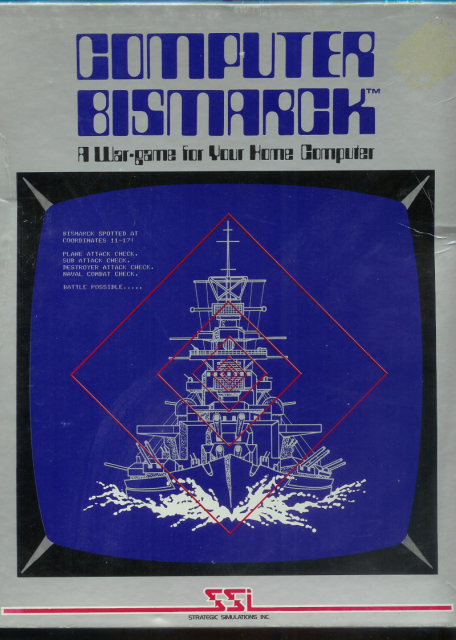 COMPUTER
BISMARCK™
A War-game for Your Home Computer
BISMARCK SPOTTED AT
COORDINATES 11-17!
PLANE ATTACK CHECK.
SUB ATTACK CHECK.
DESTROYER ATTACK CHECK.
NAVAL COMBAT CHECK.
BATTLE POSSIBLE.....
SSi
STRATEGIC SIMULATIONS INC.